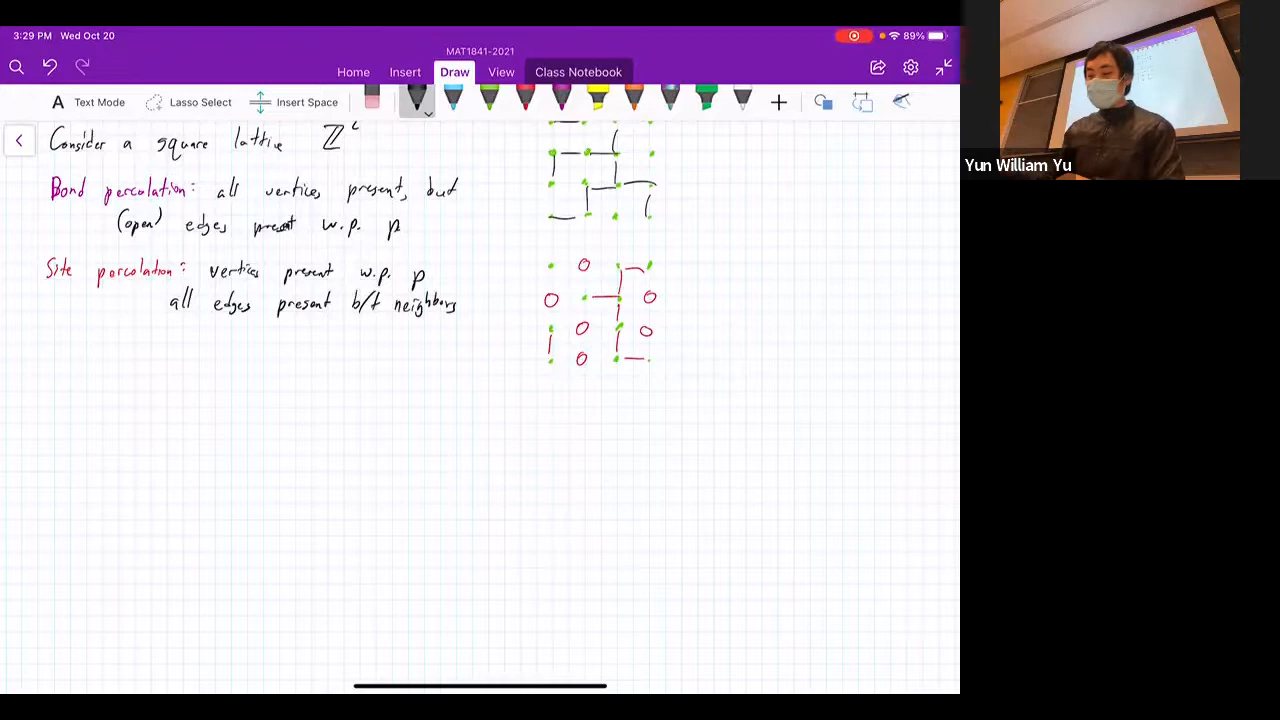 3:29 PM Wed Oct 20
89%
MAT1841-2021
Home Insert Draw View Class Notebook
A Text Mode Lasso Select Insert Space
Consider a square lattice ℤ²
Bond percolation: all vertices present, but
(open) edges present w.p. p
Site percolation: vertices present w.p. p
all edges present b/t neighbors
Yun William Yu